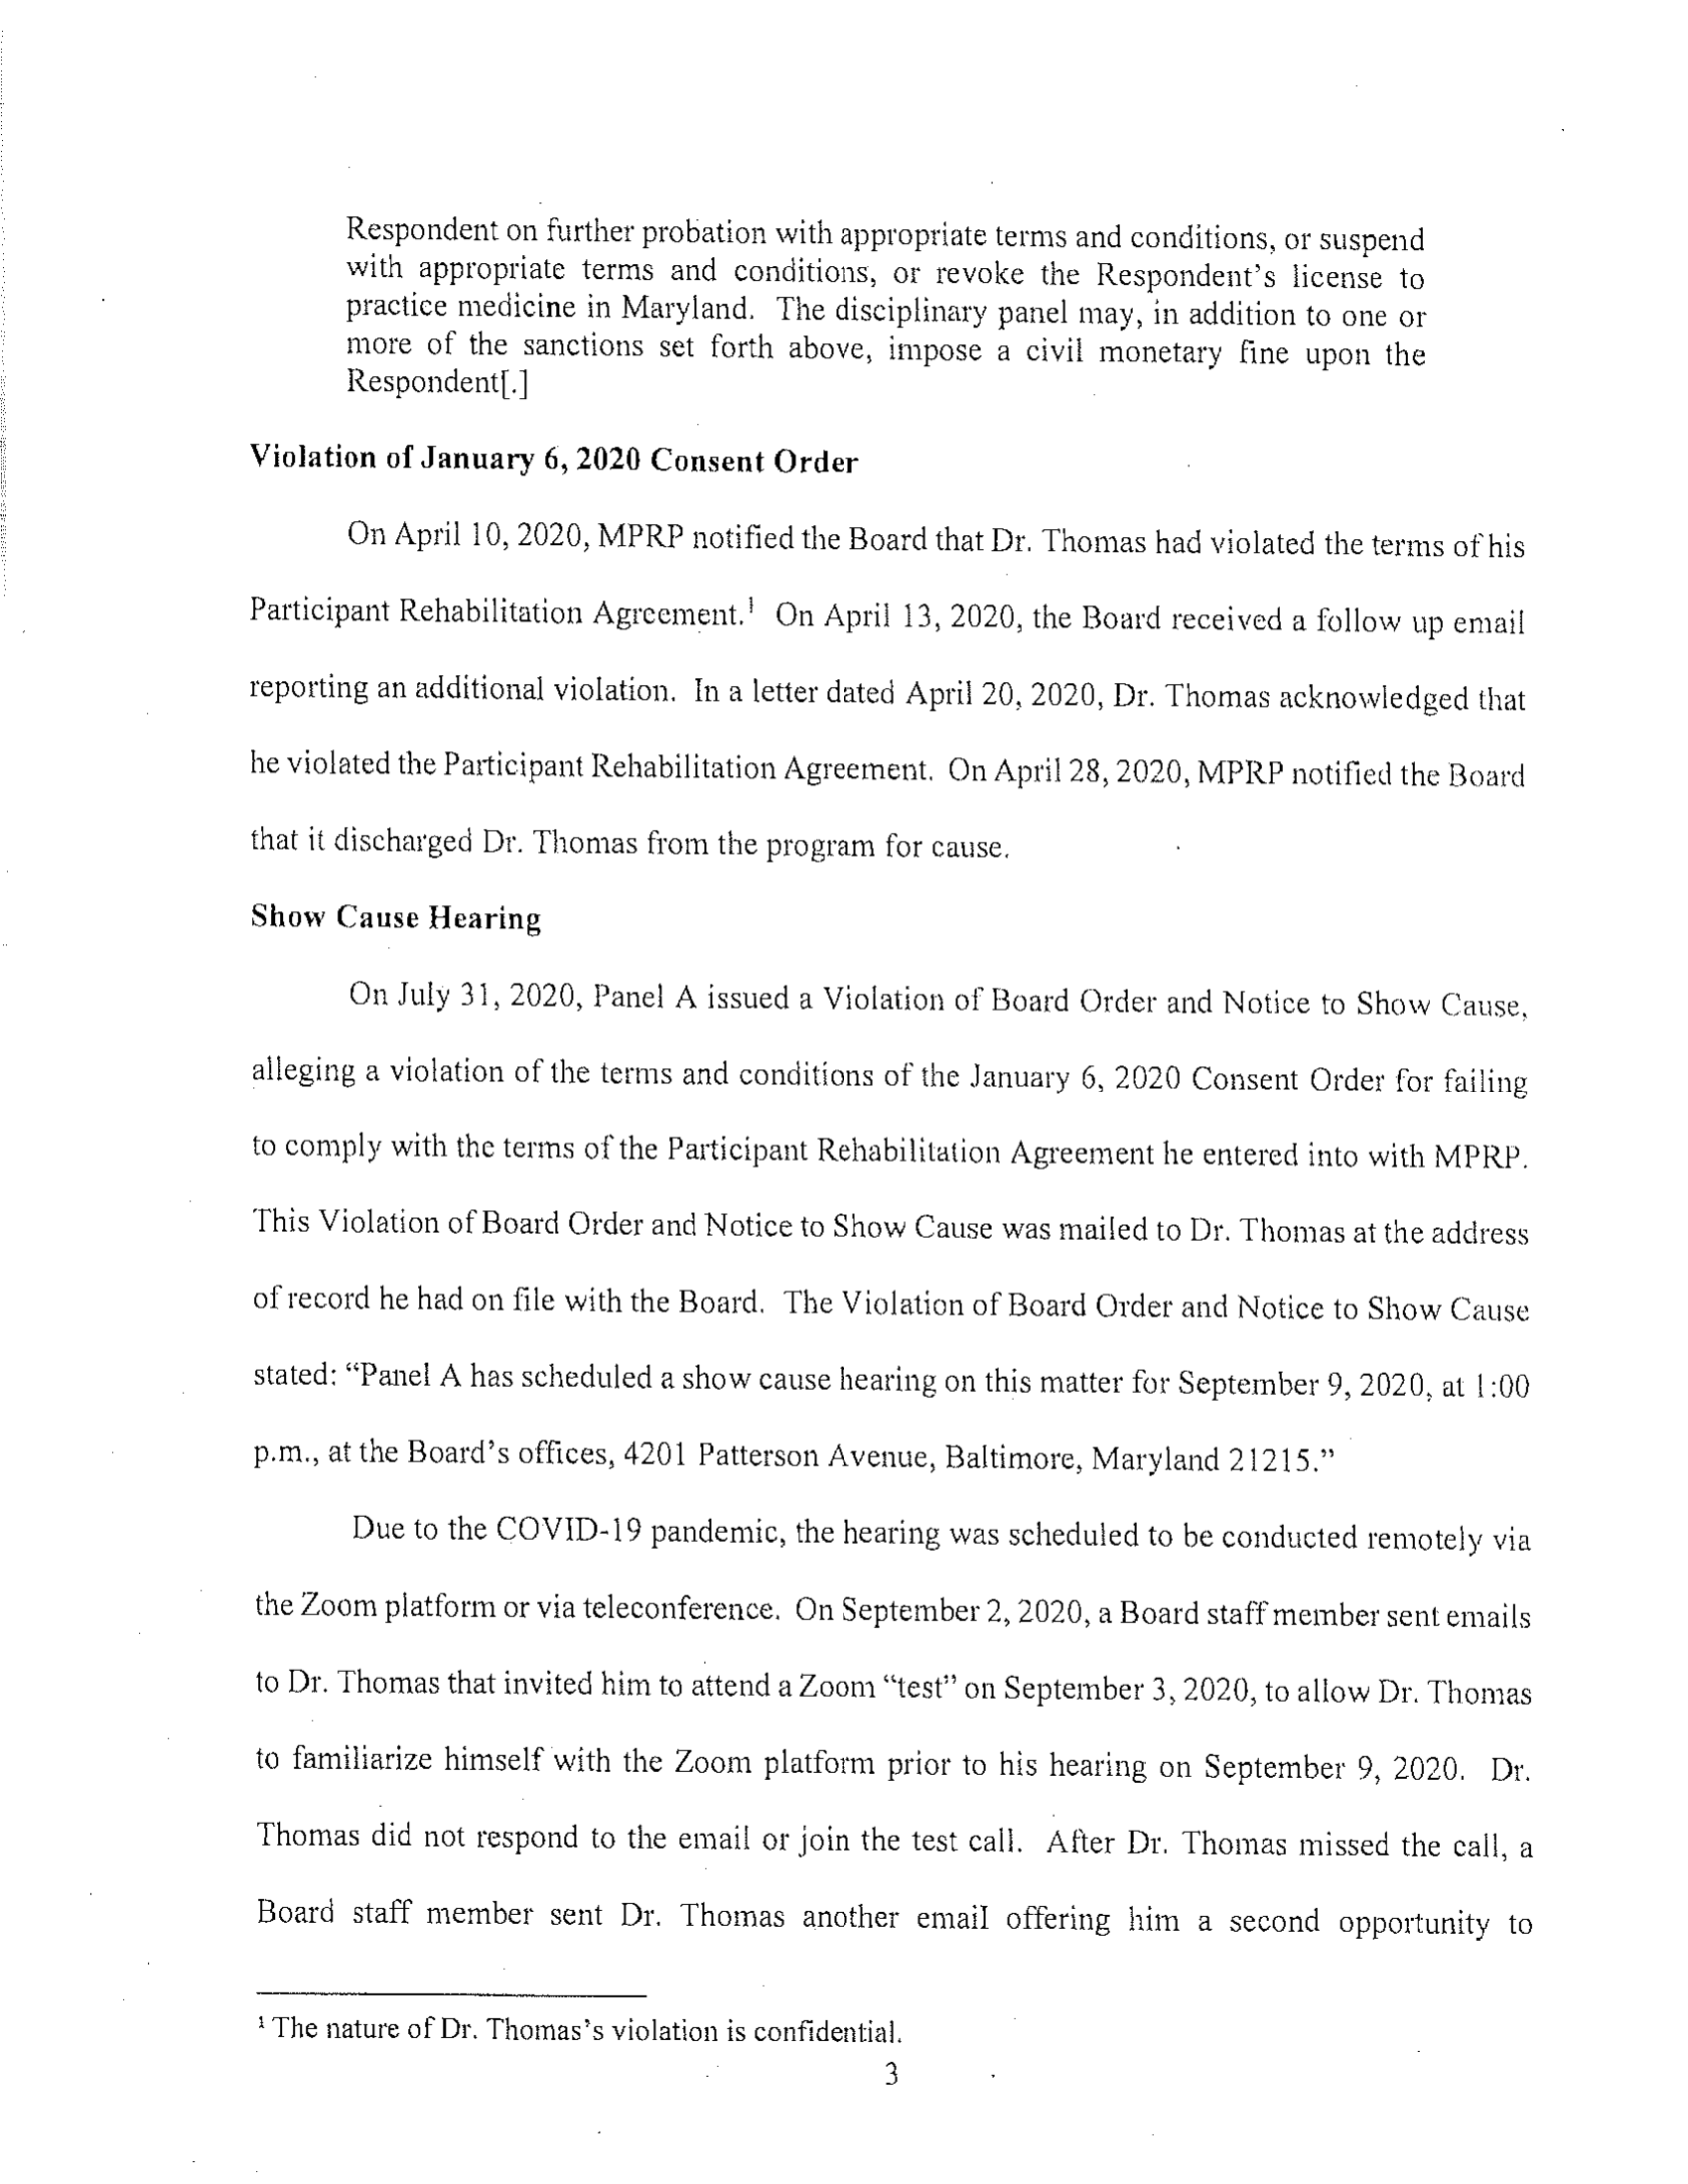 Respondent on further probation with appropriate terms and conditions, or suspend
with appropriate terms and conditions, or revoke the Respondent's license to
practice medicine in Maryland. The disciplinary panel may, in addition to one or
more of the sanctions set forth above, impose a civil monetary fine upon the
Respondent[.]
Violation of January 6, 2020 Consent Order
On April 10, 2020, MPRP notified the Board that Dr. Thomas had violated the terms of his
Participant Rehabilitation Agreement.¹ On April 13, 2020, the Board received a follow up email
reporting an additional violation. In a letter dated April 20, 2020, Dr. Thomas acknowledged that
he violated the Participant Rehabilitation Agreement. On April 28, 2020, MPRP notified the Board
that it discharged Dr. Thomas from the program for cause.
Show Cause Hearing
On July 31, 2020, Panel A issued a Violation of Board Order and Notice to Show Cause,
alleging a violation of the terms and conditions of the January 6, 2020 Consent Order for failing
to comply with the terms of the Participant Rehabilitation Agreement he entered into with MPRP.
This Violation of Board Order and Notice to Show Cause was mailed to Dr. Thomas at the address
of record he had on file with the Board. The Violation of Board Order and Notice to Show Cause
stated: “Panel A has scheduled a show cause hearing on this matter for September 9, 2020, at 1:00
p.m., at the Board's offices, 4201 Patterson Avenue, Baltimore, Maryland 21215.”
Due to the COVID-19 pandemic, the hearing was scheduled to be conducted remotely via
the Zoom platform or via teleconference. On September 2, 2020, a Board staff member sent emails
to Dr. Thomas that invited him to attend a Zoom “test” on September 3, 2020, to allow Dr. Thomas
to familiarize himself with the Zoom platform prior to his hearing on September 9, 2020. Dr.
Thomas did not respond to the email or join the test call. After Dr. Thomas missed the call, a
Board staff member sent Dr. Thomas another email offering him a second opportunity to
¹ The nature of Dr. Thomas's violation is confidential.
3